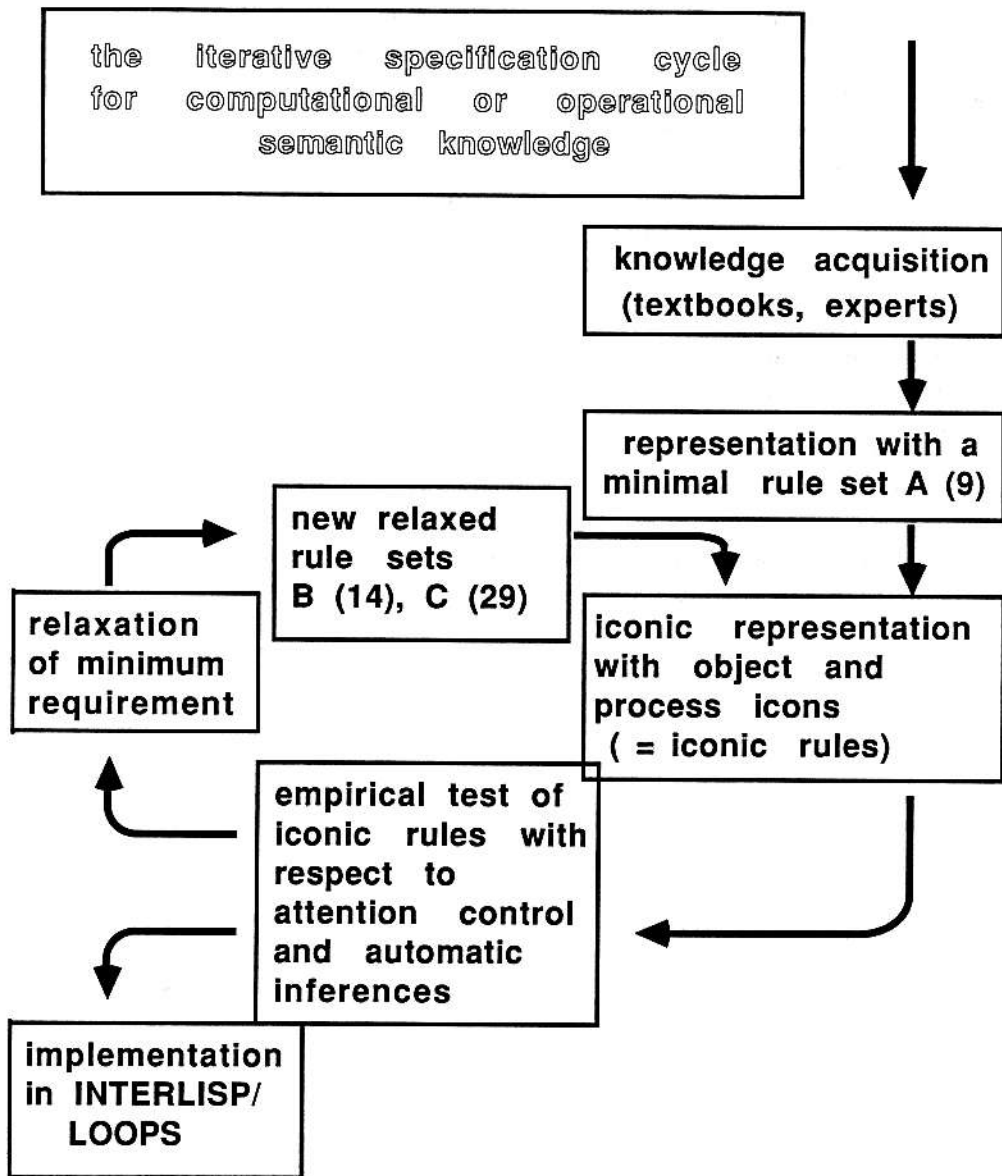 the iterative specification cycle
for computational or operational
semantic knowledge
knowledge acquisition
(textbooks, experts)
representation with a
minimal rule set A (9)
new relaxed
rule sets
B (14), C (29)
relaxation
of minimum
requirement
iconic representation
with object and
process icons
( = iconic rules)
empirical test of
iconic rules with
respect to
attention control
and automatic
inferences
implementation
in INTERLISP/
LOOPS